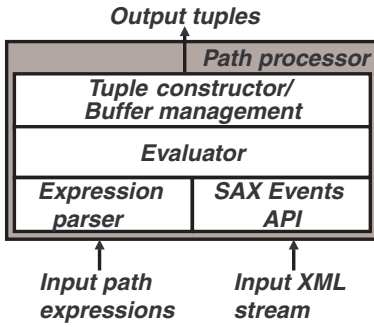 Output tuples
Path processor
Tuple constructor/
Buffer management
Evaluator
Expression
parser
SAX Events
API
Input path
expressions
Input XML
stream